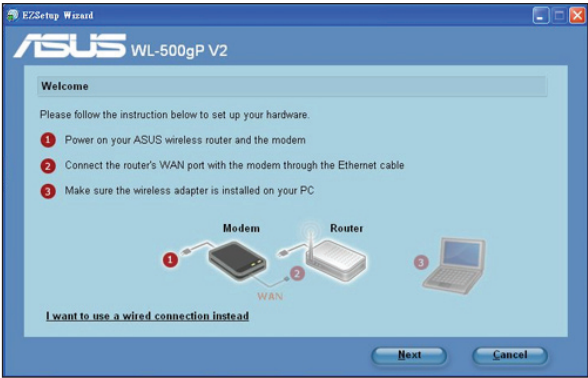 EZSetup Wizard
ASUS WL-500gP V2
Welcome
Please follow the instruction below to set up your hardware.
1 Power on your ASUS wireless router and the modem
2 Connect the router's WAN port with the modem through the Ethernet cable
3 Make sure the wireless adapter is installed on your PC
Modem Router
1 2 3
WAN
I want to use a wired connection instead
Next Cancel